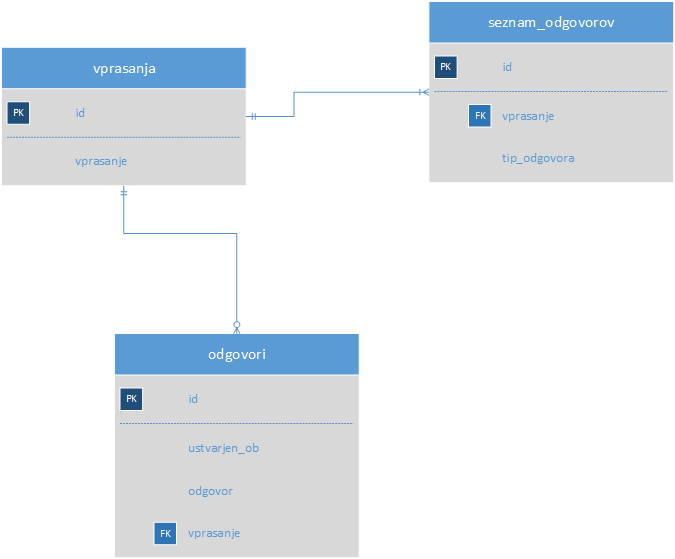 vprasanja
PK id
vprasanje
seznam_odgovorov
PK id
FK vprasanje
tip_odgovora
odgovori
PK id
ustvarjen_ob
odgovor
FK vprasanje